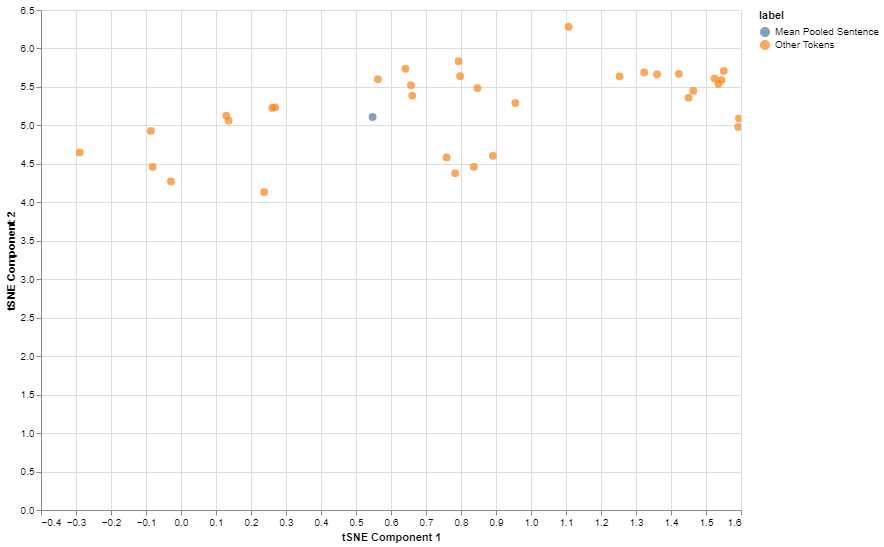 label
Mean Pooled Sentence
Other Tokens
6.5
6.0
5.5
5.0
4.5
4.0
3.5
3.0
2.5
2.0
1.5
1.0
0.5
0.0
tSNE Component 2
−0.4 −0.3 −0.2 −0.1 0.0 0.1 0.2 0.3 0.4 0.5 0.6 0.7 0.8 0.9 1.0 1.1 1.2 1.3 1.4 1.5 1.6
tSNE Component 1